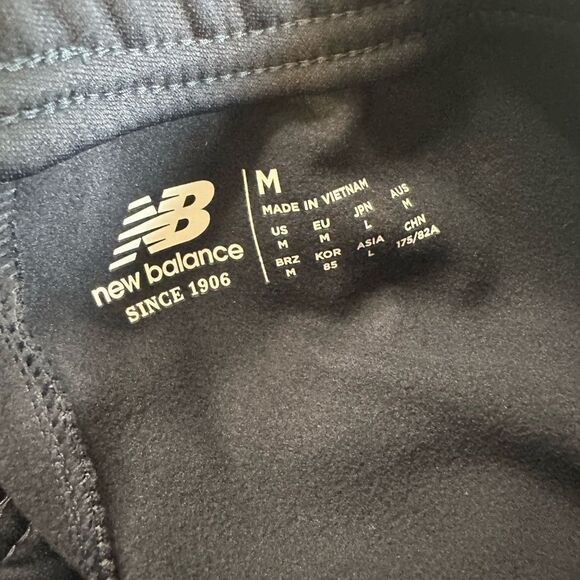 NB
new balance
SINCE 1906
M
MADE IN VIETNAM
US EU JPN AUS
M M L M
BRZ KOR ASIA CHN
M 85 L 175/82A